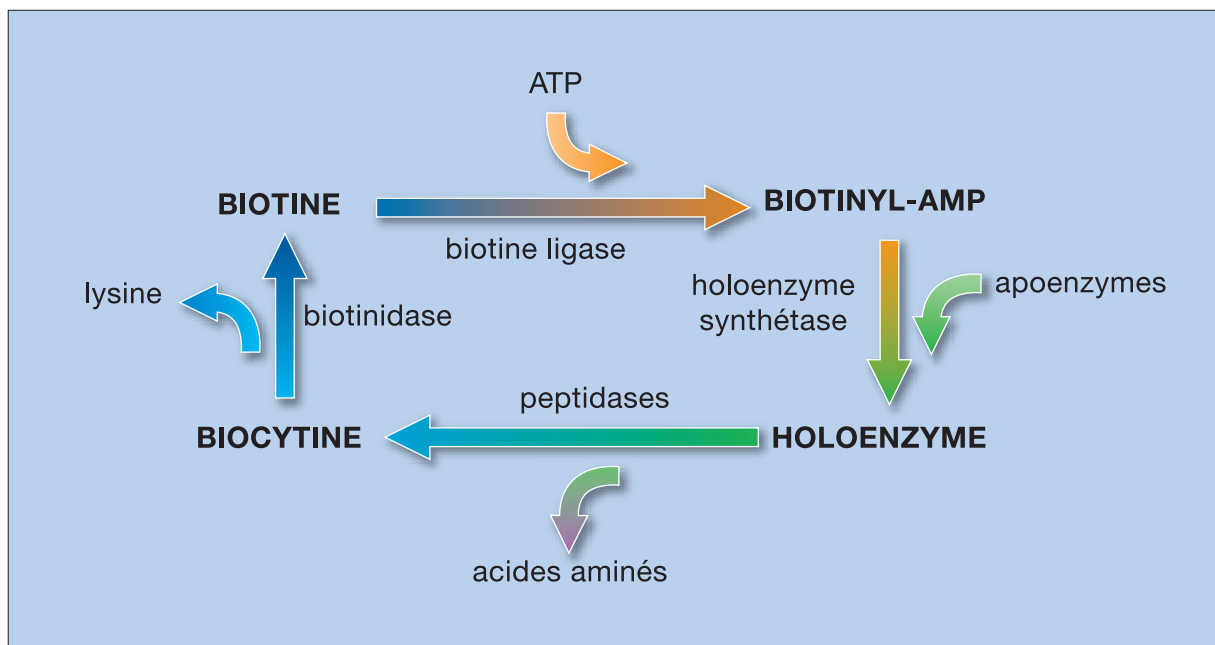 ATP
BIOTINE
BIOTINYL-AMP
biotine ligase
lysine
biotinidase
holoenzyme
synthétase
apoenzymes
peptidases
BIOCYTINE
HOLOENZYME
acides aminés